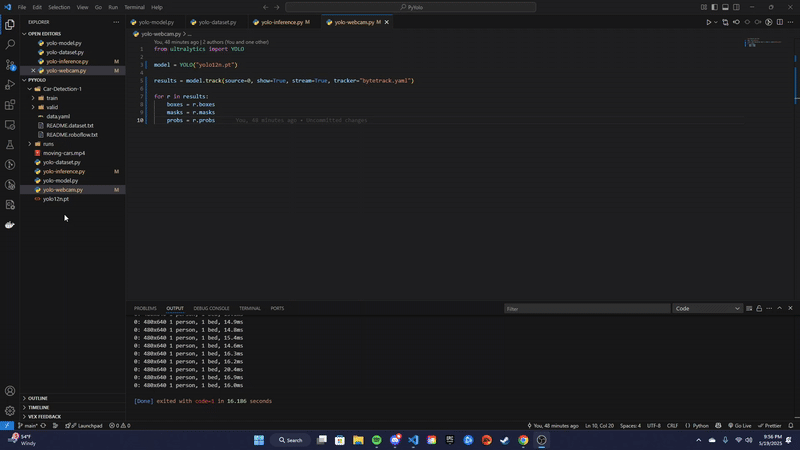 File Edit Selection View Go Run Terminal Help
PyYolo
EXPLORER
OPEN EDITORS
yolo-model.py
yolo-dataset.py
yolo-inference.py M
yolo-webcam.py M
PYYOLO
Car-Detection-1
train
valid
data.yaml
README.dataset.txt
README.roboflow.txt
runs
moving-cars.mp4
yolo-dataset.py
yolo-inference.py M
yolo-model.py
yolo-webcam.py M
yolo12n.pt
OUTLINE
TIMELINE
VEX FEEDBACK
yolo-model.py yolo-dataset.py yolo-inference.py M yolo-webcam.py M
yolo-webcam.py > ...
You, 48 minutes ago | 2 authors (You and one other)
1 from ultralytics import YOLO
2
3 model = YOLO("yolo12n.pt")
4
5 results = model.track(source=0, show=True, stream=True, tracker="bytetrack.yaml")
6
7 for r in results:
8 boxes = r.boxes
9 masks = r.masks
10 probs = r.probs You, 48 minutes ago • Uncommitted changes
PROBLEMS OUTPUT DEBUG CONSOLE TERMINAL PORTS
Filter
Code
0: 480x640 1 person, 1 bed, 14.9ms
0: 480x640 1 person, 1 bed, 14.8ms
0: 480x640 1 person, 1 bed, 15.4ms
0: 480x640 1 person, 1 bed, 14.6ms
0: 480x640 1 person, 1 bed, 16.3ms
0: 480x640 1 person, 1 bed, 16.2ms
0: 480x640 1 person, 1 bed, 20.4ms
0: 480x640 1 person, 1 bed, 16.9ms
0: 480x640 1 person, 1 bed, 16.0ms
[Done] exited with code=1 in 16.186 seconds
main* Launchpad 0 0
You, 48 minutes ago Ln 10, Col 20 Spaces: 4 UTF-8 CRLF Python Go Live Prettier
54°F
Windy
Search
9:56 PM
5/19/2025